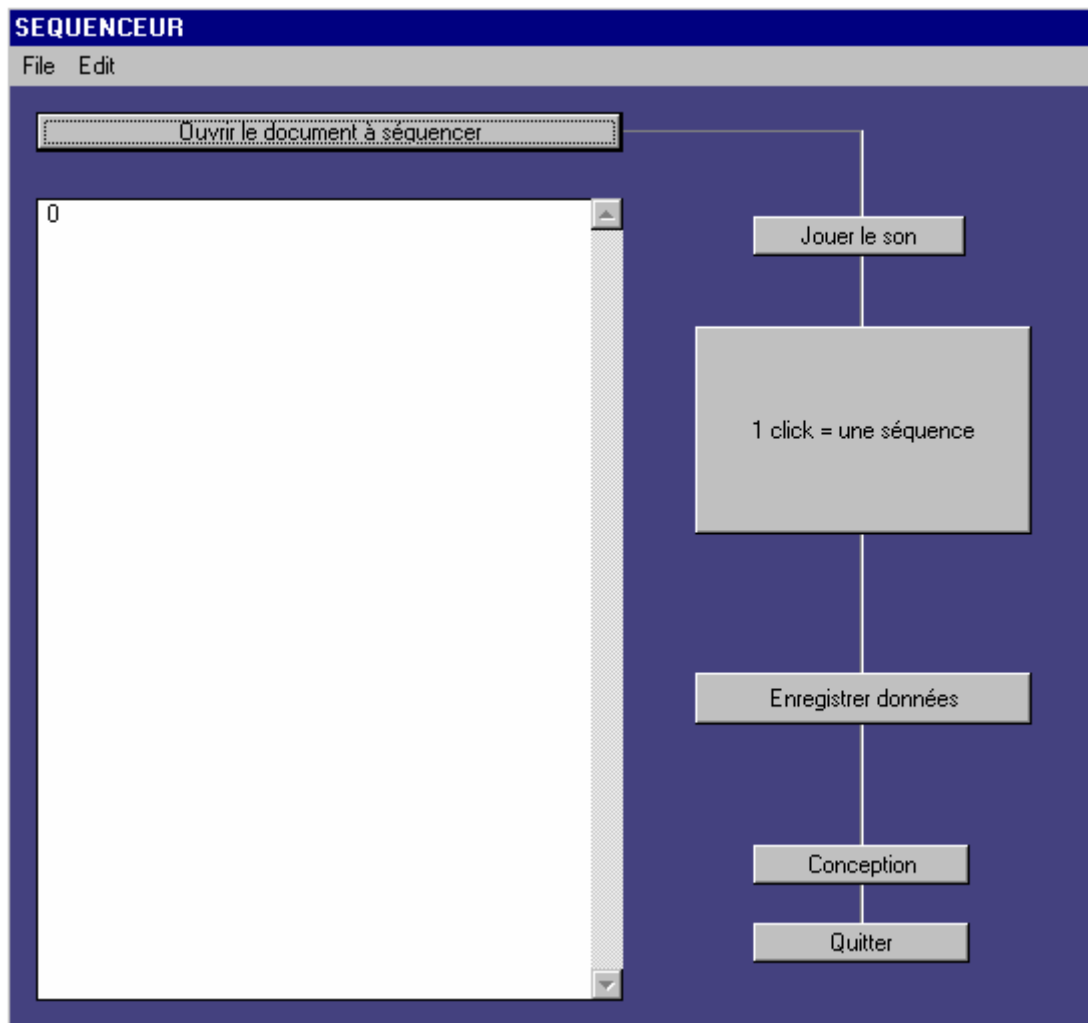 SEQUENCEUR
File Edit
Ouvrir le document à séquencer
0
Jouer le son
1 click = une séquence
Enregistrer données
Conception
Quitter